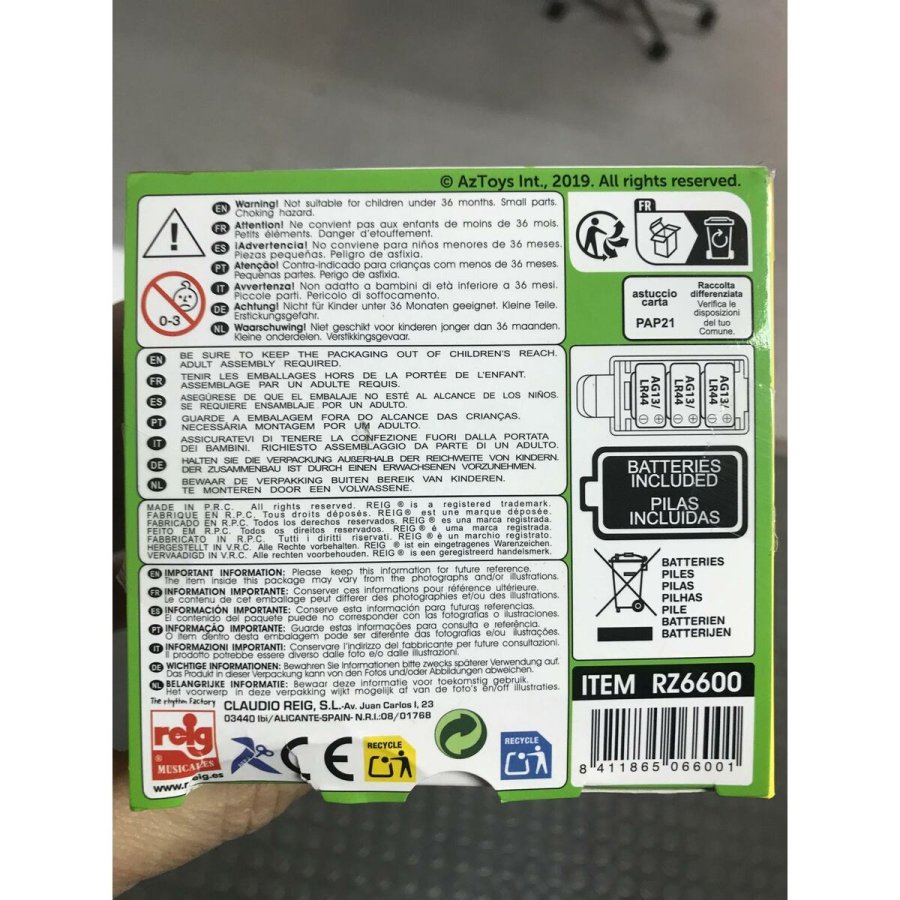 © AzToys Int., 2019. All rights reserved.
EN Warning! Not suitable for children under 36 months. Small parts.
Choking hazard.
FR Attention! Ne convient pas aux enfants de moins de 36 mois.
Petits éléments. Danger d'etouffement.
ES ¡Advertencia! No conviene para niños menores de 36 meses.
Piezas pequeñas. Peligro de asfixia.
PT Atenção! Contra-indicado para crianças com menos de 36 meses.
Pequenas partes. Perigo de asfixia.
IT Avvertenza! Non adatto a bambini di età inferiore a 36 mesi.
Piccole parti. Pericolo di soffocamento.
DE Achtung! Nicht für Kinder unter 36 Monaten geeignet. Kleine Teile.
Erstickungsgefahr.
NL Waarschuwing! Niet geschikt voor kinderen jonger dan 36 maanden.
Kleine onderdelen. Verstikkingsgevaar.
0-3
EN BE SURE TO KEEP THE PACKAGING OUT OF CHILDREN'S REACH.
ADULT ASSEMBLY REQUIRED.
FR TENIR LES EMBALLAGES HORS DE LA PORTÉE DE L'ENFANT.
ASSEMBLAGE PAR UN ADULTE REQUIS.
ES ASEGÚRESE DE QUE EL EMBALAJE NO ESTÉ AL ALCANCE DE LOS NIÑOS.
SE REQUIERE ENSAMBLAJE POR UN ADULTO.
PT GUARDE A EMBALAGEM FORA DO ALCANCE DAS CRIANÇAS.
NECESSÁRIA MONTAGEM POR UM ADULTO.
IT ASSICURATEVI DI TENERE LA CONFEZIONE FUORI DALLA PORTATA
DEI BAMBINI. RICHIESTO ASSEMBLAGGIO DA PARTE DI UN ADULTO.
DE HALTEN SIE DIE VERPACKUNG AUßERHALB DER REICHWEITE VON KINDERN.
DER ZUSAMMENBAU IST DURCH EINEN ERWACHSENEN VORZUNEHMEN.
NL BEWAAR DE VERPAKKING BUITEN BEREIK VAN KINDEREN.
TE MONTEREN DOOR EEN VOLWASSENE.
MADE IN P.R.C. All rights reserved. REIG ® is a registered trademark.
FABRIQUE EN R.P.C. Tous droits déposés. REIG ® est une marque déposée.
FABRICADO EN R.P.C. Todos los derechos reservados. REIG ® es una marca registrada.
FEITO EM R.P.C. Todos os direitos reservados. REIG ® é uma marca registrada.
FABBRICATO IN R.P.C. Tutti i diritti riservati. REIG ® è un marchio registrato.
HERGESTELLT IN V.R.C. Alle Rechte vorbehalten. REIG ® ist ein eingetragenes Warenzeichen.
VERVAARDIGD IN V.R.C. Alle rechten voorbehouden. REIG ® is een geregistreerd handelsmerk.
EN IMPORTANT INFORMATION: Please keep this information for future reference.
The item inside this package may vary from the photographs and/or illustrations.
FR INFORMATION IMPORTANTE: Conserver ces informations pour référence ultérieure.
Le contenu de cet emballage peut différer des photographies et/ou des illustrations.
ES INFORMACIÓN IMPORTANTE: Conserve esta información para futuras referencias.
El contenido del paquete puede no corresponder con las fotografías o ilustraciones.
PT INFORMAÇÃO IMPORTANTE: Guarde estas informações para consulta e referência.
O item dentro desta embalagem pode ser diferente das fotografias e/ou ilustrações.
IT INFORMAZIONI IMPORTANTI: Conservare l'indirizzo del fabbricante per future consultazioni.
Il prodotto potrebbe essere diverso dalle foto e/o dalle illustrazioni.
DE WICHTIGE INFORMATIONEN: Bewahren Sie Informationen bitte zwecks späterer Verwendung auf.
Das Produkt in dieser Verpackung kann von den Fotos und/oder Abbildungen abweichen.
NL BELANGRIJKE INFORMATIE: Bewaar deze informatie voor toekomstig gebruik.
Het voorwerp in deze verpakking wijkt mogelijk af van de foto's en/off illustraties.
The rhythm Factory
CLAUDIO REIG, S.L.-Av. Juan Carlos I, 23
03440 Ibi/ALICANTE-SPAIN- N.R.I.:08/01768
reig
® MUSICALES
CE
RECYCLE
RECYCLE
FR
astuccio
carta
PAP21
Raccolta
differenziata
Verifica le
disposizioni
del tuo
Comune.
AG13/
LR44
AG13/
LR44
AG13/
LR44
BATTERIES
INCLUDED
PILAS
INCLUIDAS
BATTERIES
PILES
PILAS
PILHAS
PILE
BATTERIEN
BATTERIJEN
ITEM RZ6600
8 411865 066001